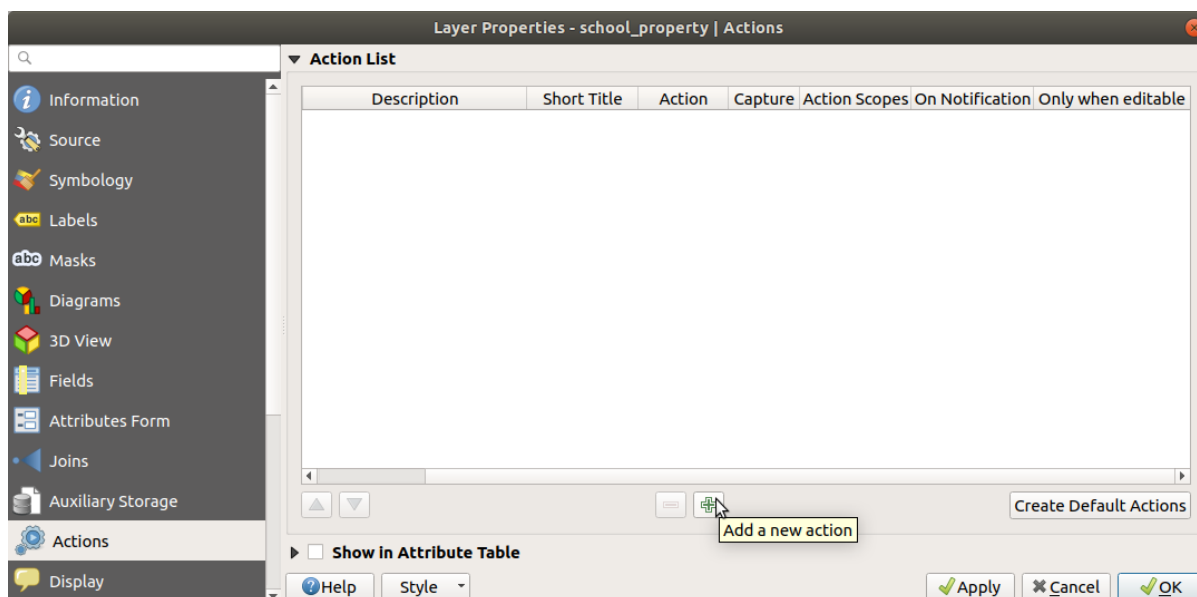 Layer Properties - school_property | Actions
Information
Source
Symbology
abc Labels
abc Masks
Diagrams
3D View
Fields
Attributes Form
Joins
Auxiliary Storage
Actions
Display
Action List
Description Short Title Action Capture Action Scopes On Notification Only when editable
Create Default Actions
Add a new action
Show in Attribute Table
Help Style Apply Cancel OK